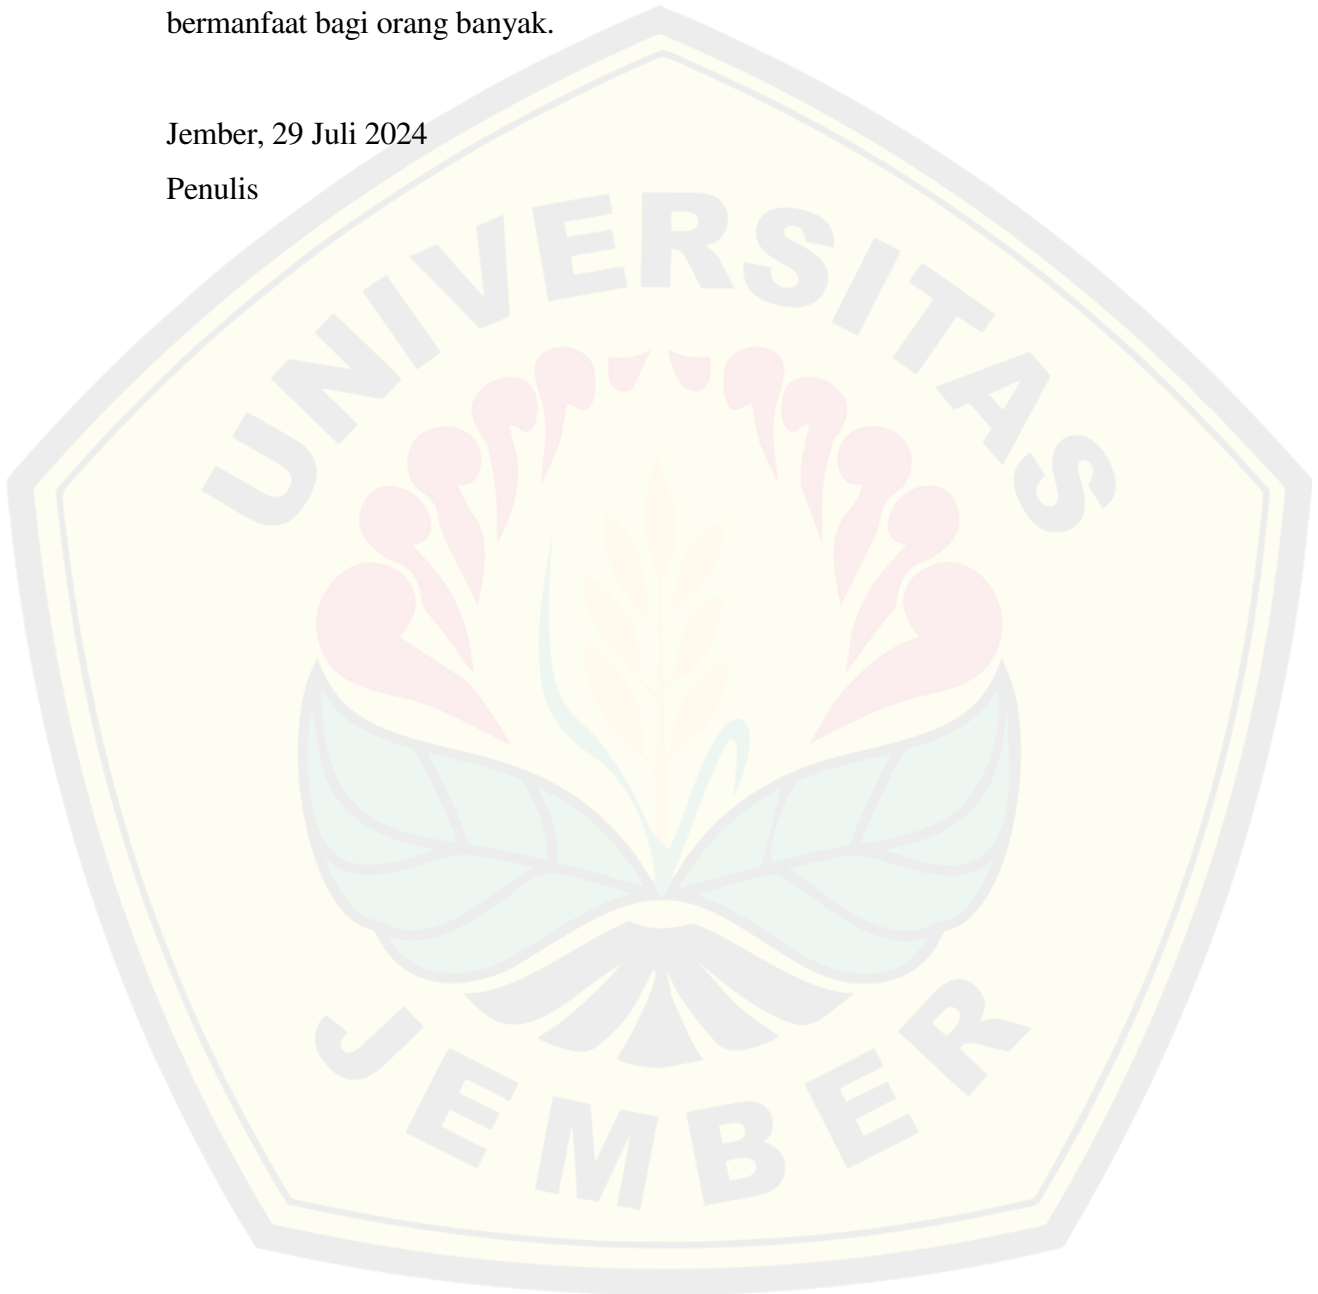 bermanfaat bagi orang banyak.
Jember, 29 Juli 2024
Penulis
UNIVERSITAS
JEMBER